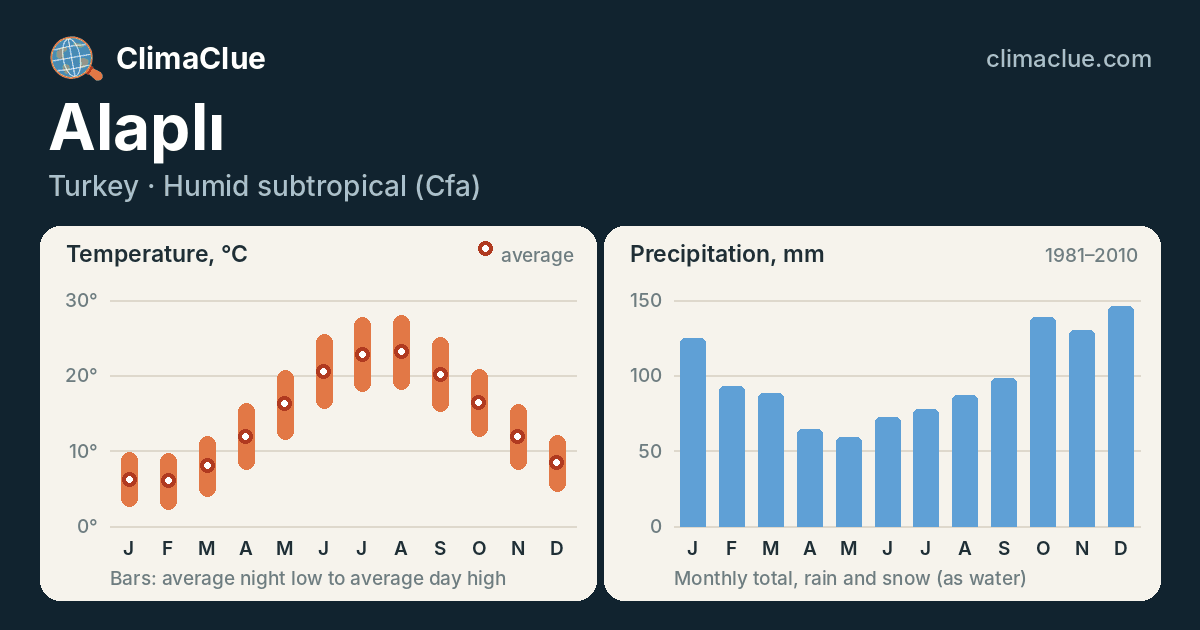 ClimaClue
climaclue.com
Alaplı
Turkey · Humid subtropical (Cfa)
Temperature, °C
average
30°
20°
10°
0°
J F M A M J J A S O N D
Bars: average night low to average day high
Precipitation, mm
1981–2010
150
100
50
0
J F M A M J J A S O N D
Monthly total, rain and snow (as water)